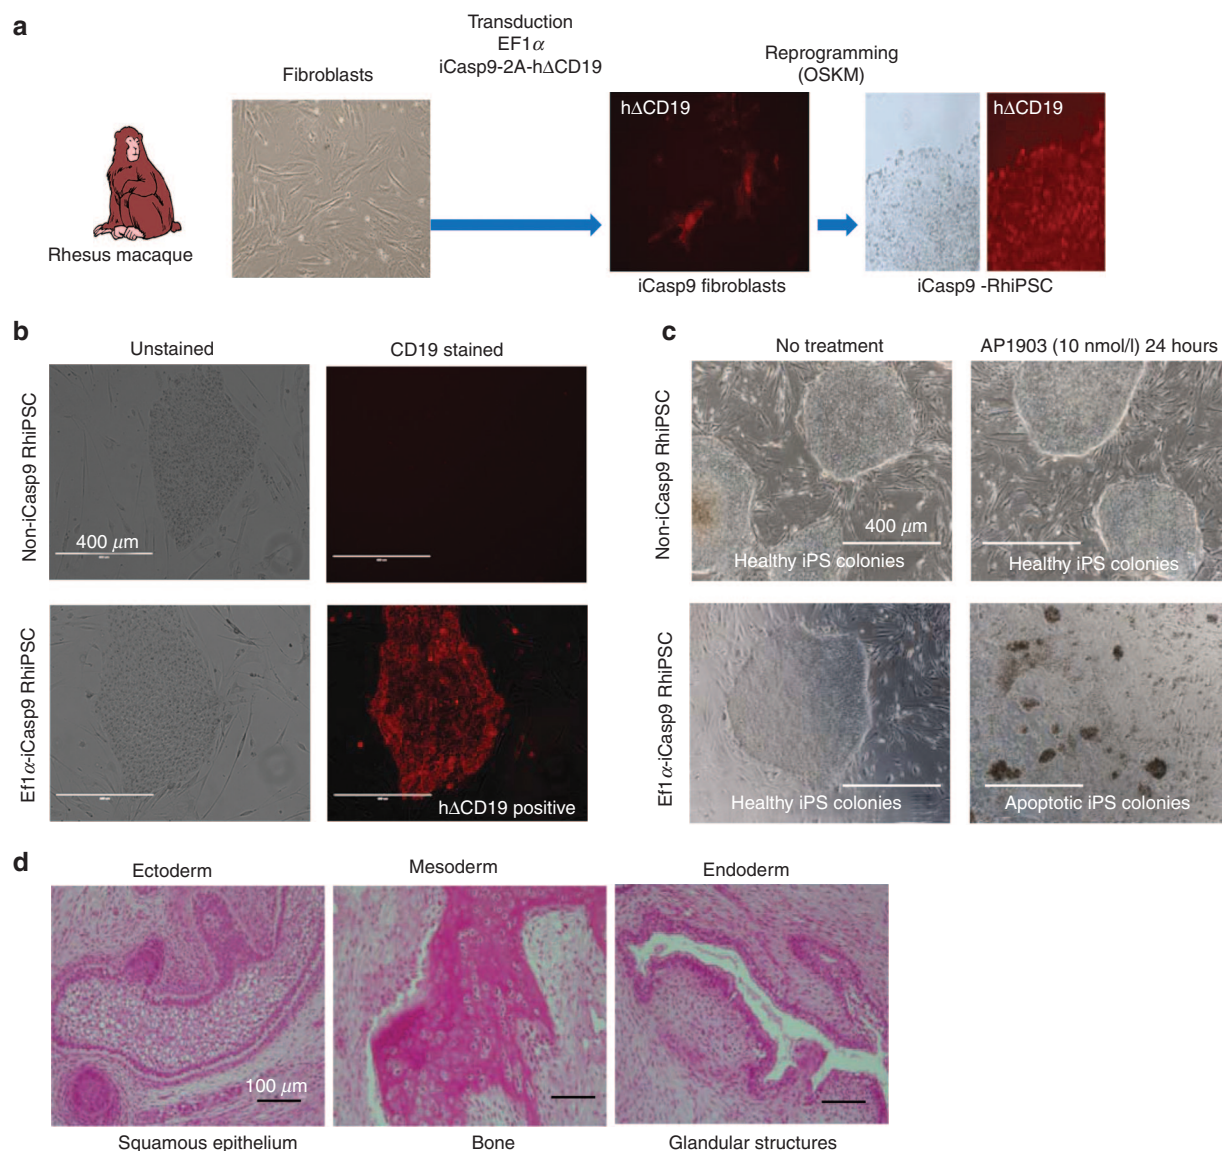 a
Transduction
EF1α
iCasp9-2A-hΔCD19
Reprogramming
(OSKM)
Fibroblasts
hΔCD19
hΔCD19
Rhesus macaque
iCasp9 fibroblasts
iCasp9 -RhiPSC
b
Unstained
CD19 stained
Non-iCasp9 RhiPSC
400 μm
Ef1α-iCasp9 RhiPSC
hΔCD19 positive
c
No treatment
AP1903 (10 nmol/l) 24 hours
Non-iCasp9 RhiPSC
400 μm
Healthy iPS colonies
Healthy iPS colonies
Ef1α-iCasp9 RhiPSC
Healthy iPS colonies
Apoptotic iPS colonies
d
Ectoderm
Mesoderm
Endoderm
100 μm
Squamous epithelium
Bone
Glandular structures